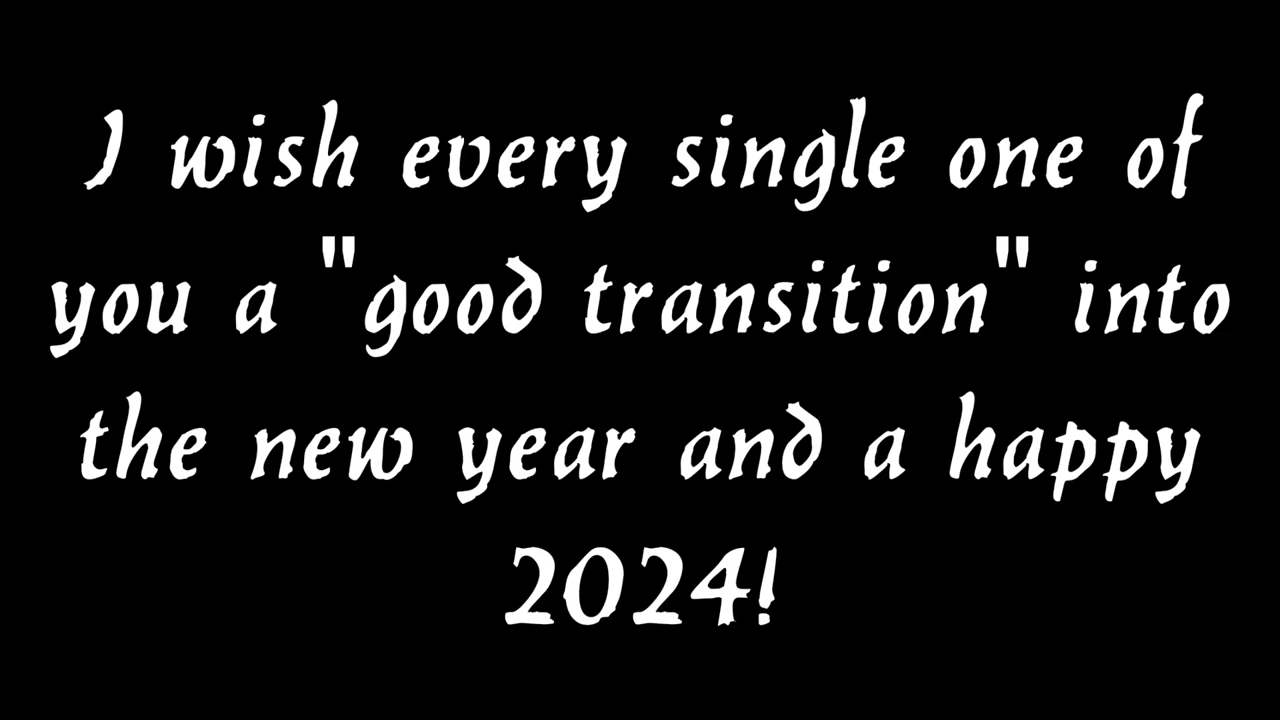 I wish every single one of
you a "good transition" into
the new year and a happy
2024!